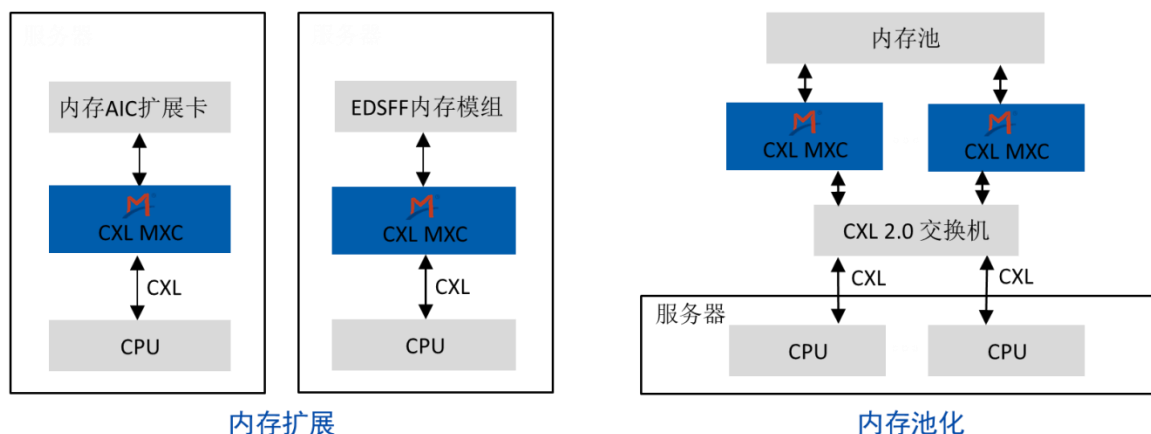 内存AIC扩展卡
CXL MXC
CXL
CPU
EDSFF内存模组
CXL MXC
CXL
CPU
内存扩展
内存池
CXL MXC
CXL MXC
CXL 2.0 交换机
CXL
CXL
服务器
CPU
CPU
内存池化